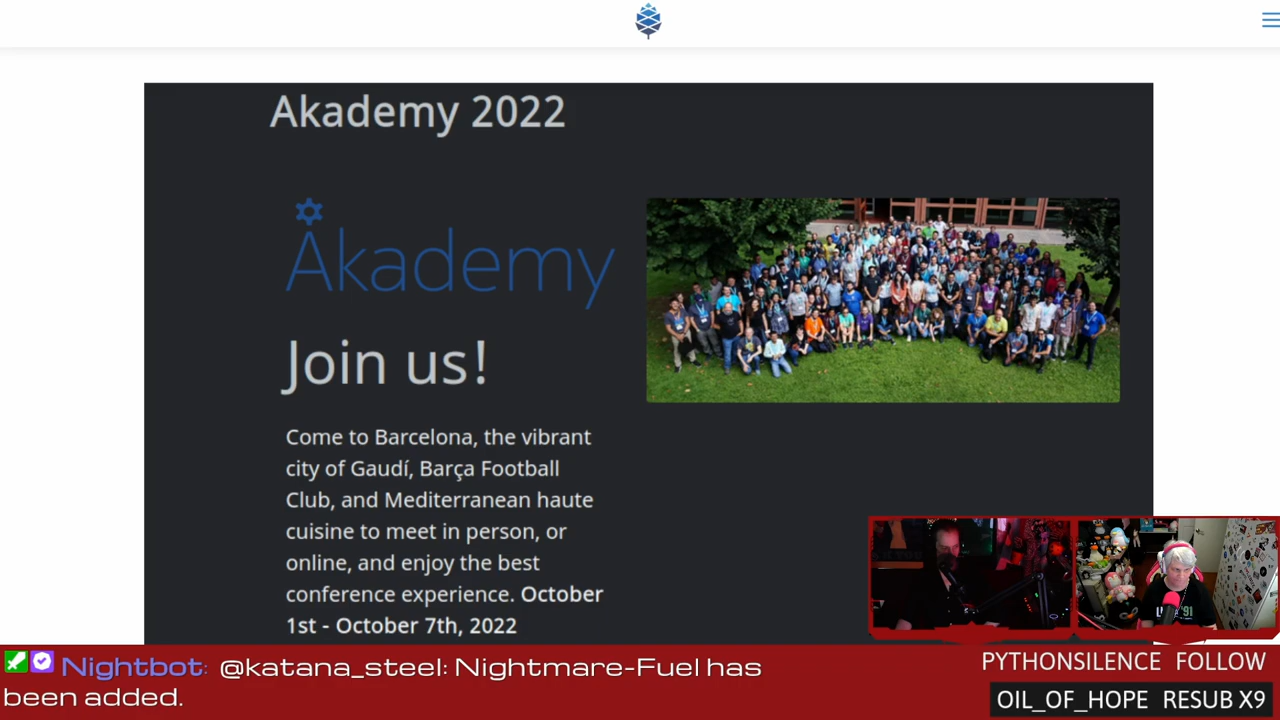 Akademy 2022
Akademy
Join us!
Come to Barcelona, the vibrant
city of Gaudí, Barça Football
Club, and Mediterranean haute
cuisine to meet in person, or
online, and enjoy the best
conference experience. October
1st - October 7th, 2022
Nightbot: @katana_steel: Nightmare-Fuel has
been added.
PYTHONSILENCE FOLLOW
OIL_OF_HOPE RESUB X9